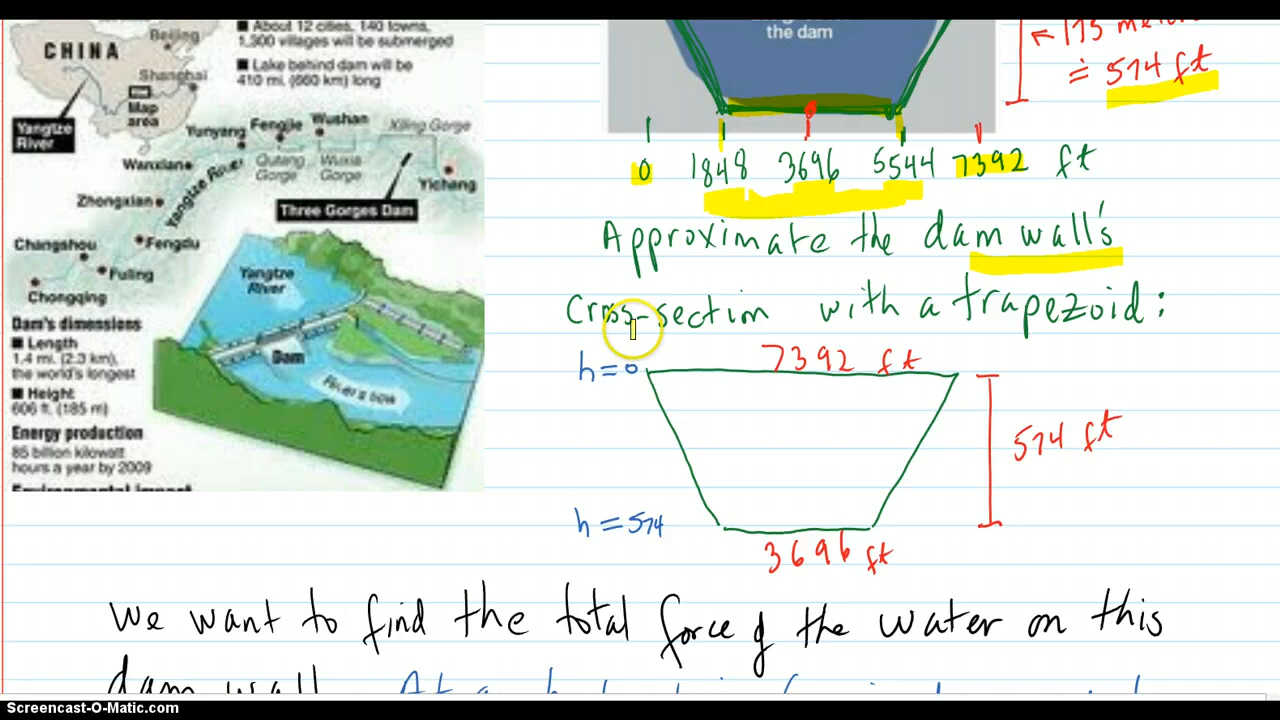 CHINA
Beijing
Shanghai
Map
area
Yangtze
River
■ About 12 cities, 140 towns,
1,300 villages will be submerged
■ Lake behind dam will be
410 mi. (660 km) long
Yunyang
Fengjie
Wushan
Xiling Gorge
Wanxian
Yangtze River
Qutang
Gorge
Wuxia
Gorge
Yichang
Zhongxian
Three Gorges Dam
Changshou
Fengdu
Fuling
Chongqing
Yangtze
River
Dam
River's flow
Dam's dimensions
■ Length
1.4 mi. (2.3 km),
the world's longest
■ Height
606 ft. (185 m)
Energy production
85 billion kilowatt
hours a year by 2009
the dam
≐ 574 ft
0 1848 3696 5544 7392 ft
Approximate the dam wall's
cross-section with a trapezoid:
h=0
7392 ft
574 ft
h=574
3696 ft
We want to find the total force of the water on this
dam wall.
Screencast-O-Matic.com